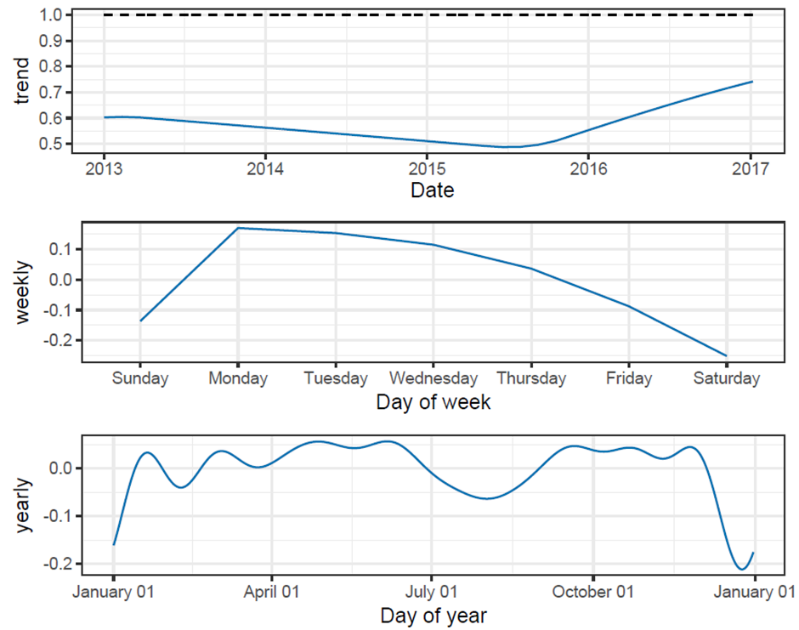 trend
1.0
0.9
0.8
0.7
0.6
0.5
2013 2014 2015 2016 2017
Date
weekly
0.1
0.0
-0.1
-0.2
Sunday Monday Tuesday Wednesday Thursday Friday Saturday
Day of week
yearly
0.0
-0.1
-0.2
January 01 April 01 July 01 October 01 January 01
Day of year